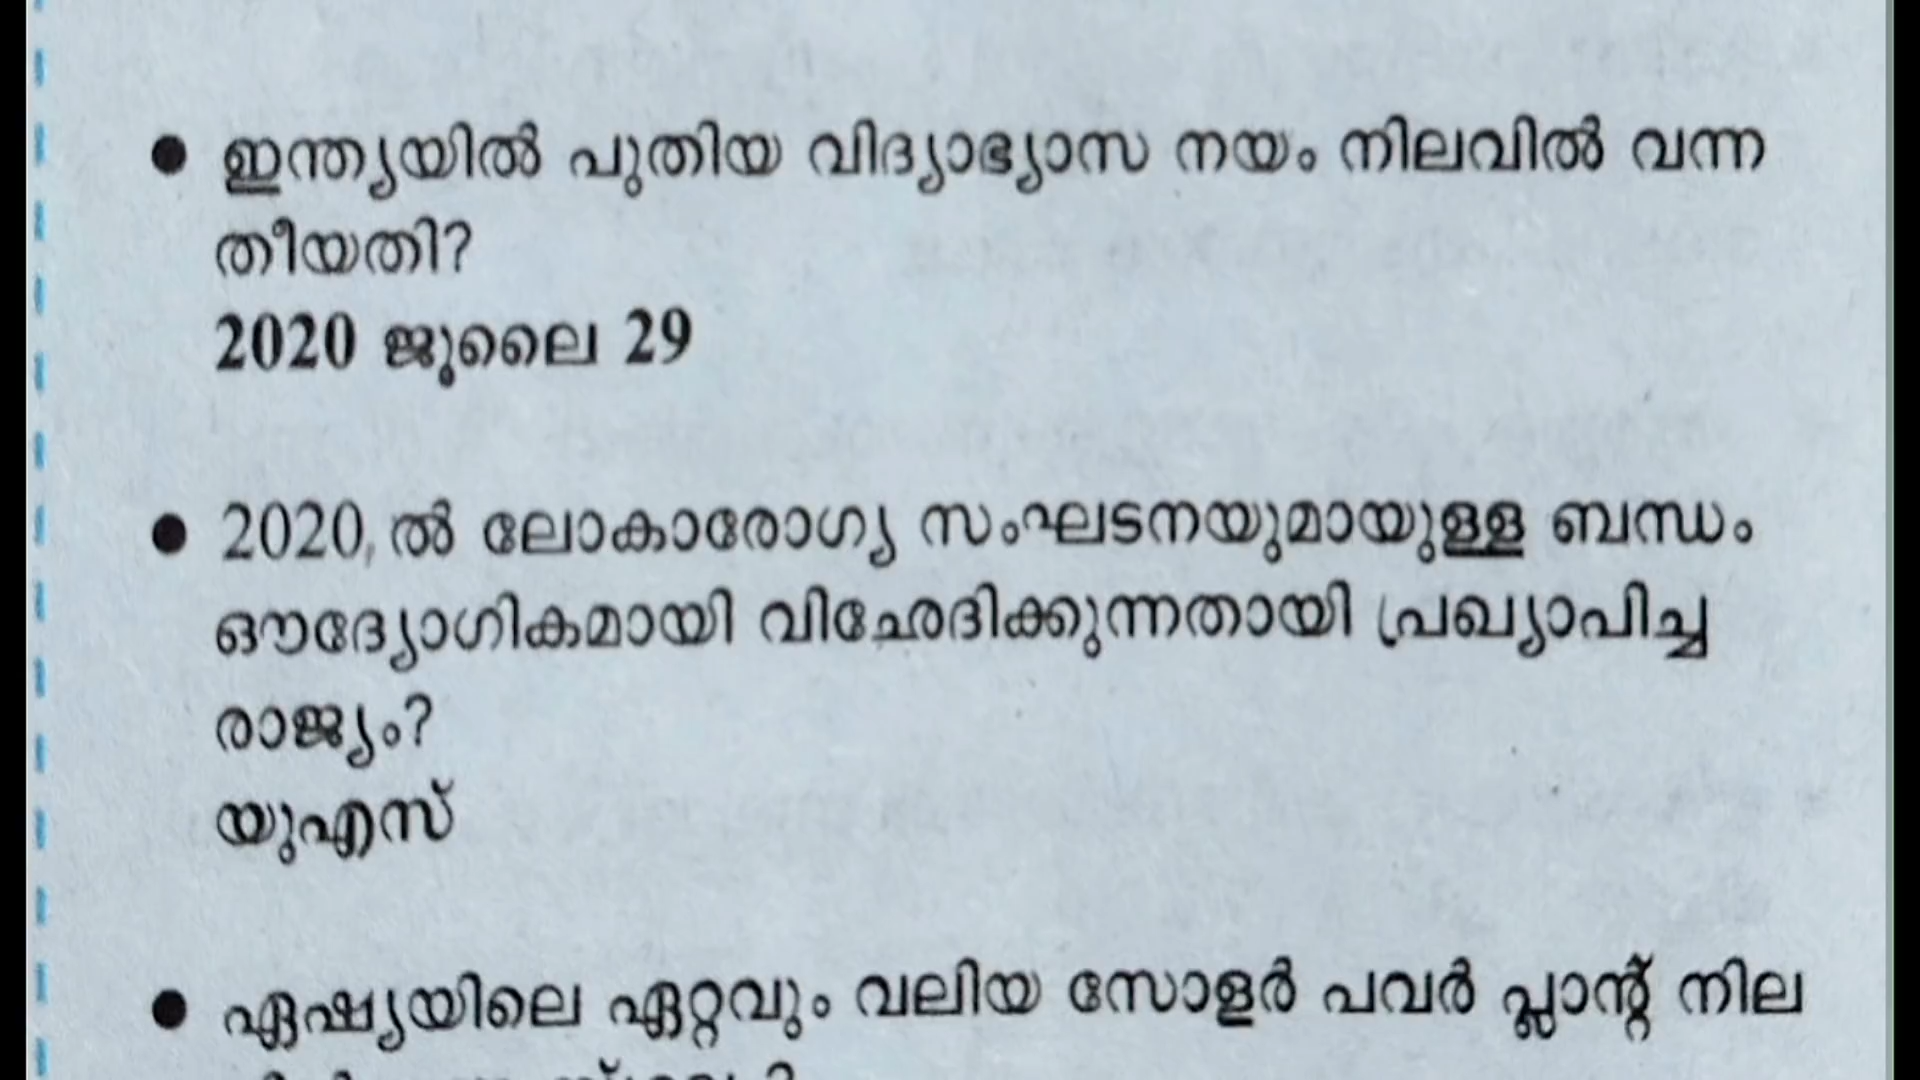 ● ഇന്ത്യയിൽ പുതിയ വിദ്യാഭ്യാസ നയം നിലവിൽ വന്ന
തീയതി?
2020 ജൂലൈ 29
● 2020, ൽ ലോകാരോഗ്യ സംഘടനയുമായുള്ള ബന്ധം
ഔദ്യോഗികമായി വിഛേദിക്കുന്നതായി പ്രഖ്യാപിച്ച
രാജ്യം?
യുഎസ്
● ഏഷ്യയിലെ ഏറ്റവും വലിയ സോളർ പവർ പ്ലാന്റ് നില